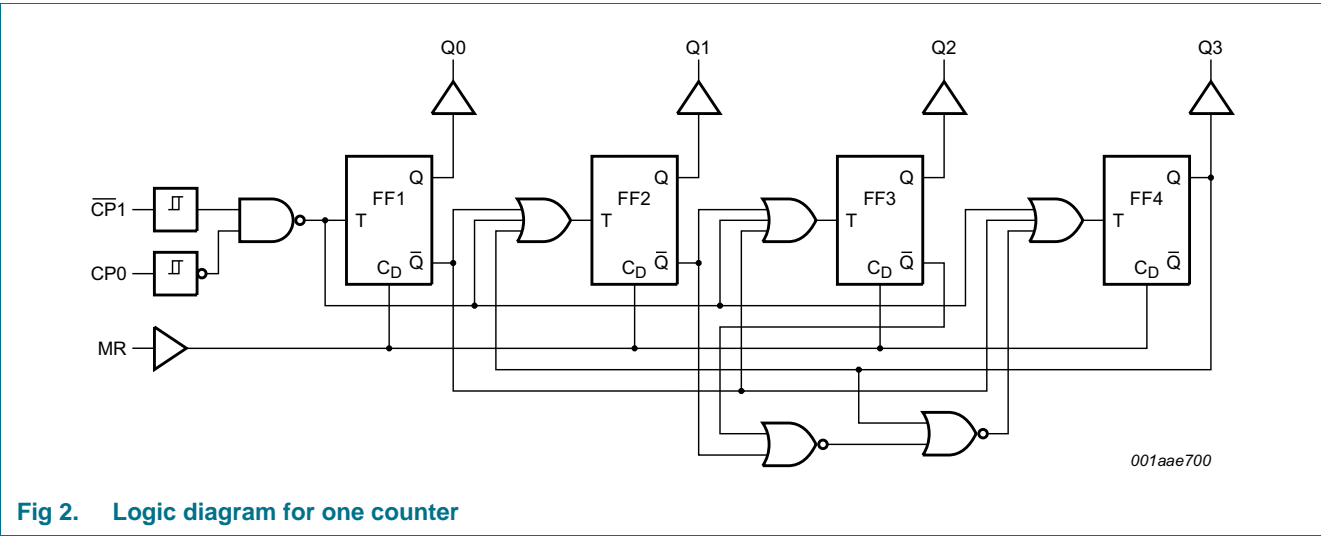 Q0 Q1 Q2 Q3
Q Q Q Q
CP1 FF1 FF2 FF3 FF4
T T T T
CP0 CD Q̄ CD Q̄ CD Q̄ CD Q̄
MR
001aae700
Fig 2. Logic diagram for one counter